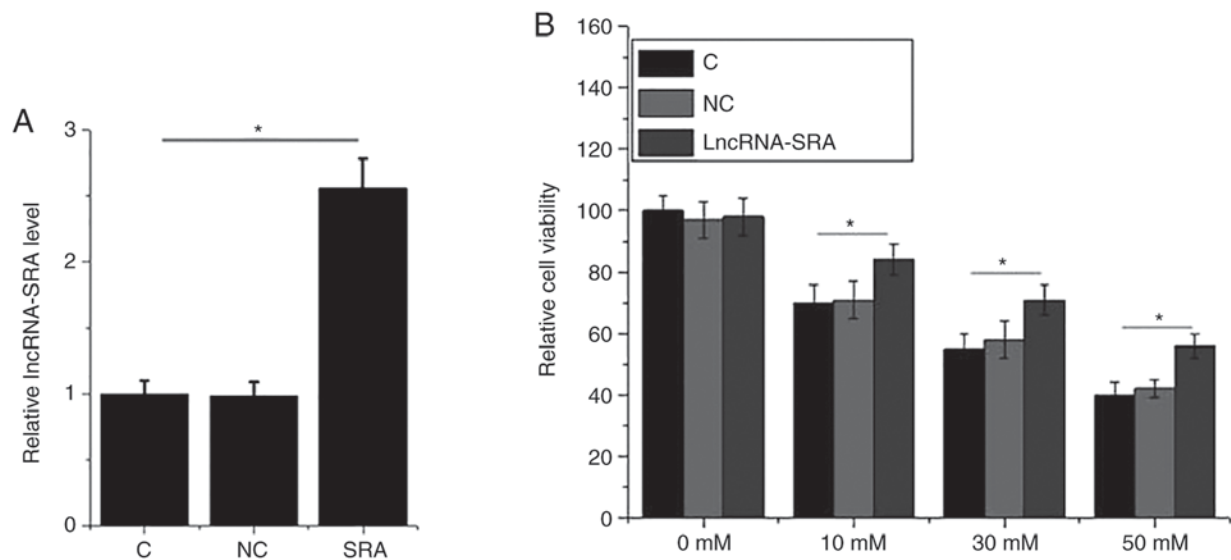 A
Relative lncRNA-SRA level
3
2
1
0
*
C
NC
SRA
B
Relative cell viability
160
140
120
100
80
60
40
20
0
C
NC
LncRNA-SRA
*
*
*
0 mM
10 mM
30 mM
50 mM